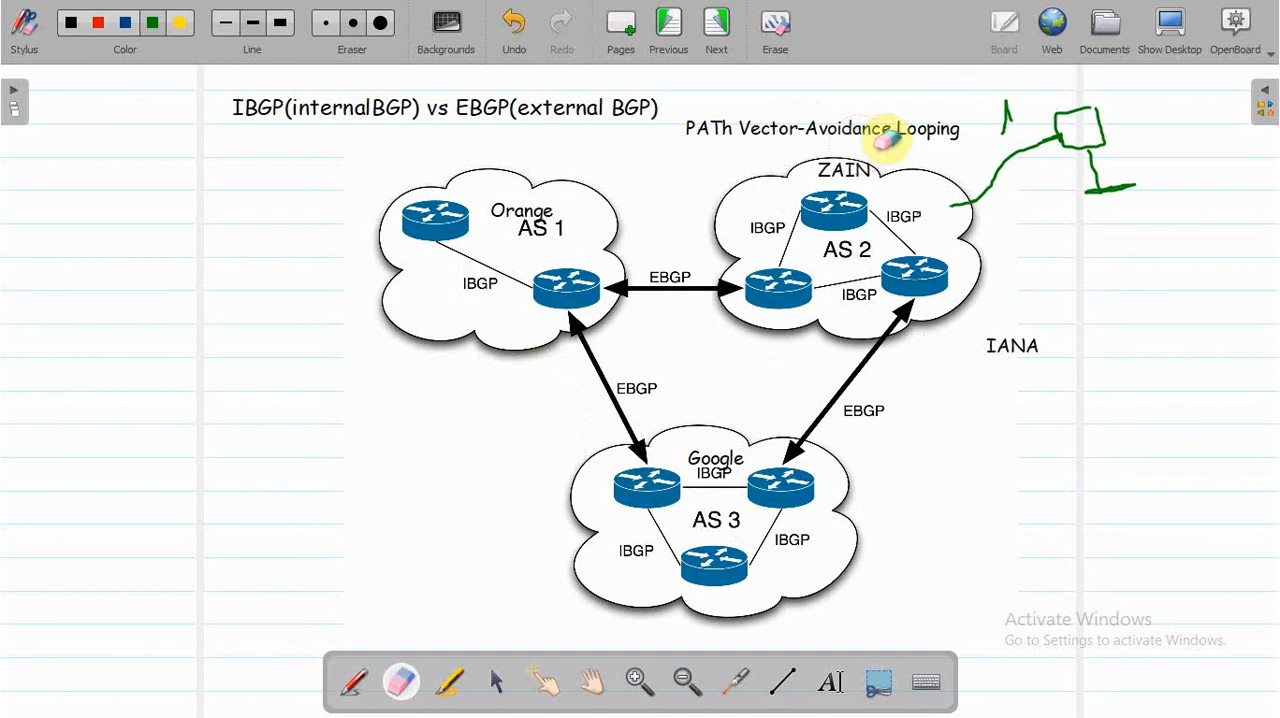 Stylus
Color
Line
Eraser
Backgrounds
Undo
Redo
Pages
Previous
Next
Erase
Board
Web
Documents
Show Desktop
OpenBoard
IBGP(internalBGP) vs EBGP(external BGP)
PATh Vector-Avoidance Looping
Orange
AS 1
IBGP
EBGP
ZAIN
IBGP
IBGP
AS 2
IBGP
IANA
EBGP
EBGP
Google
IBGP
AS 3
IBGP
IBGP
Activate Windows
Go to Settings to activate Windows.